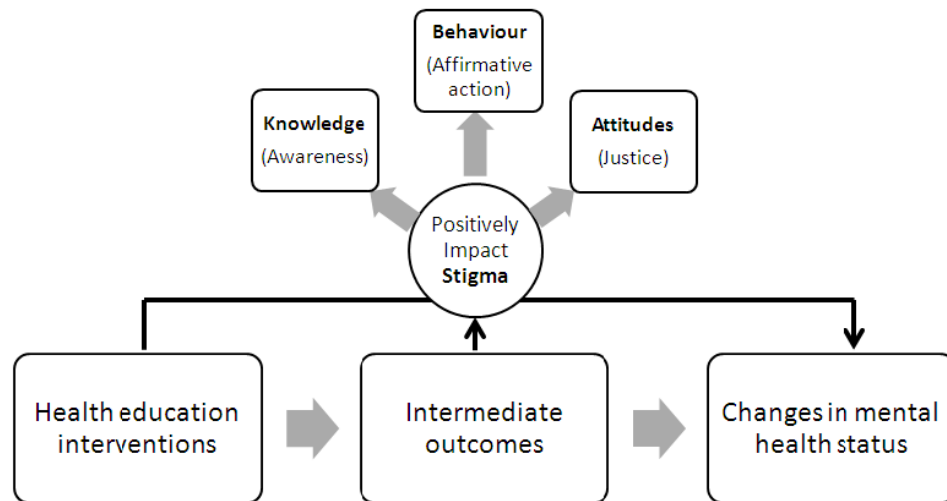 Behaviour
(Affirmative
action)
Knowledge
(Awareness)
Attitudes
(Justice)
Positively
Impact
Stigma
Health education
interventions
Intermediate
outcomes
Changes in mental
health status